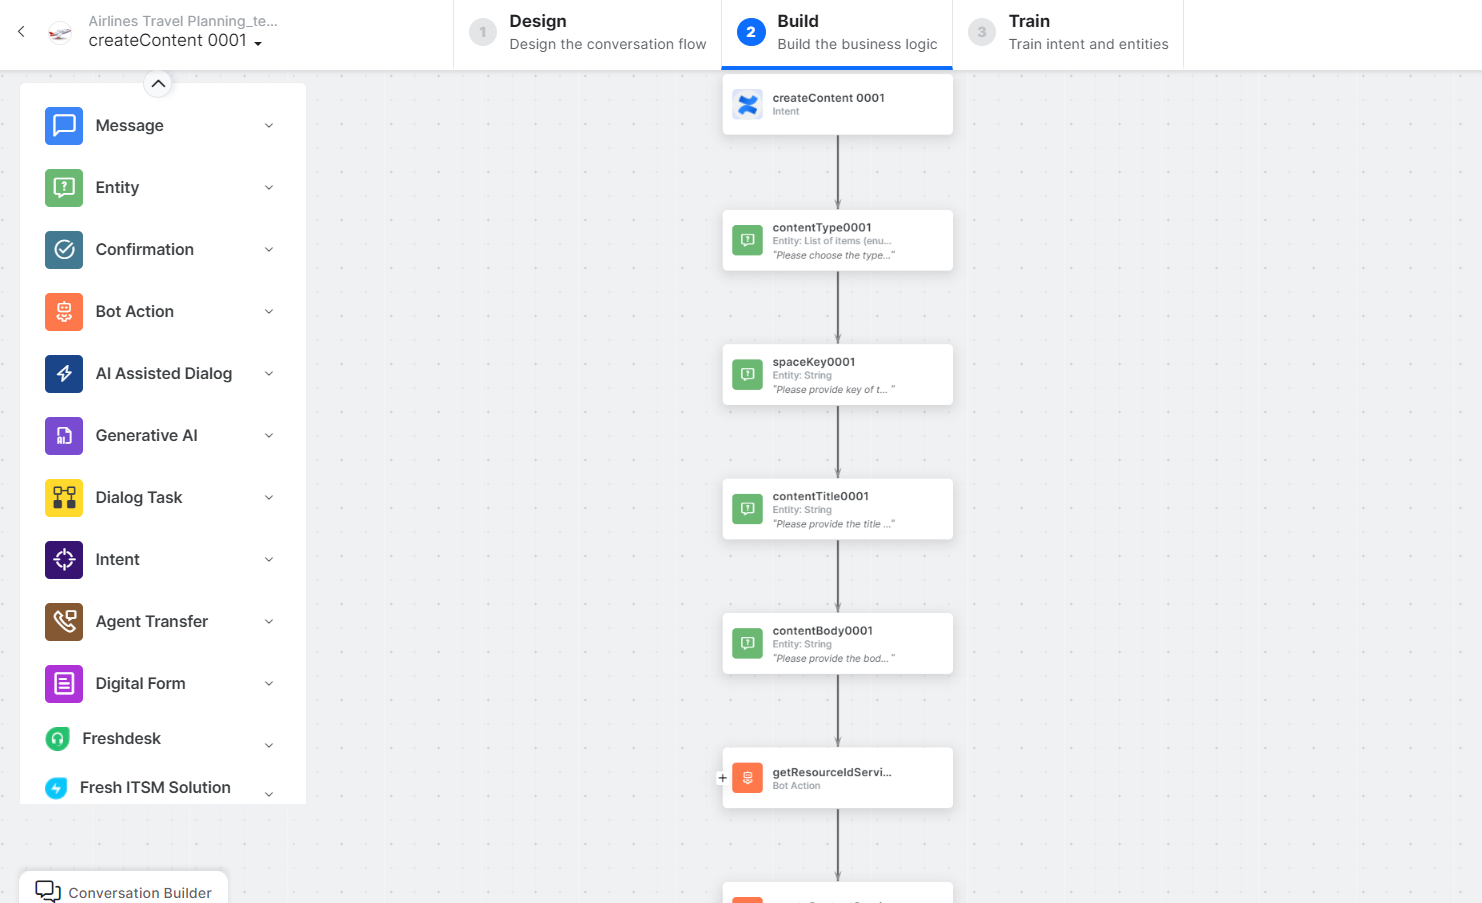 Airlines Travel Planning_te...
createContent 0001
1
Design
Design the conversation flow
2
Build
Build the business logic
3
Train
Train intent and entities
Message
Entity
Confirmation
Bot Action
AI Assisted Dialog
Generative AI
Dialog Task
Intent
Agent Transfer
Digital Form
Freshdesk
Fresh ITSM Solution
Conversation Builder
createContent 0001
Intent
contentType0001
Entity: List of items (enu...
"Please choose the type..."
spaceKey0001
Entity: String
"Please provide key of t... "
contentTitle0001
Entity: String
"Please provide the title ..."
contentBody0001
Entity: String
"Please provide the bod... "
getResourceIdServi...
Bot Action